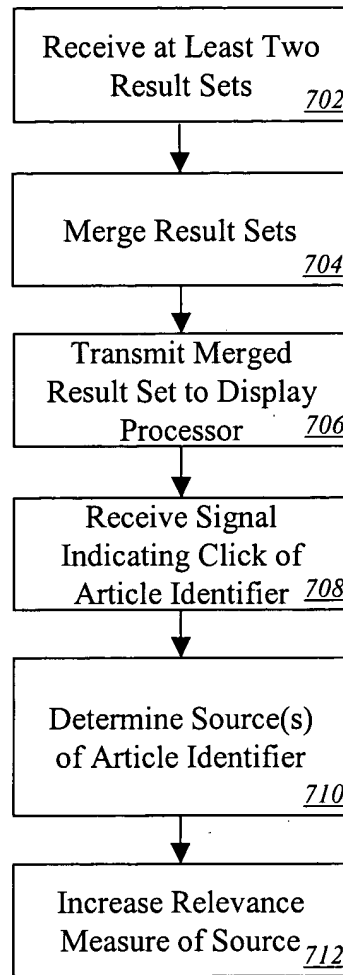 Receive at Least Two
Result Sets
702
Merge Result Sets
704
Transmit Merged
Result Set to Display
Processor 706
Receive Signal
Indicating Click of
Article Identifier 708
Determine Source(s)
of Article Identifier
710
Increase Relevance
Measure of Source 712